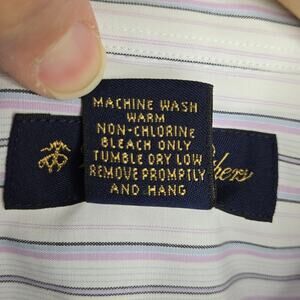 MACHINE WASH
WARM
NON-CHLORINE
BLEACH ONLY
TUMBLE DRY LOW
REMOVE PROMPTLY
AND HANG